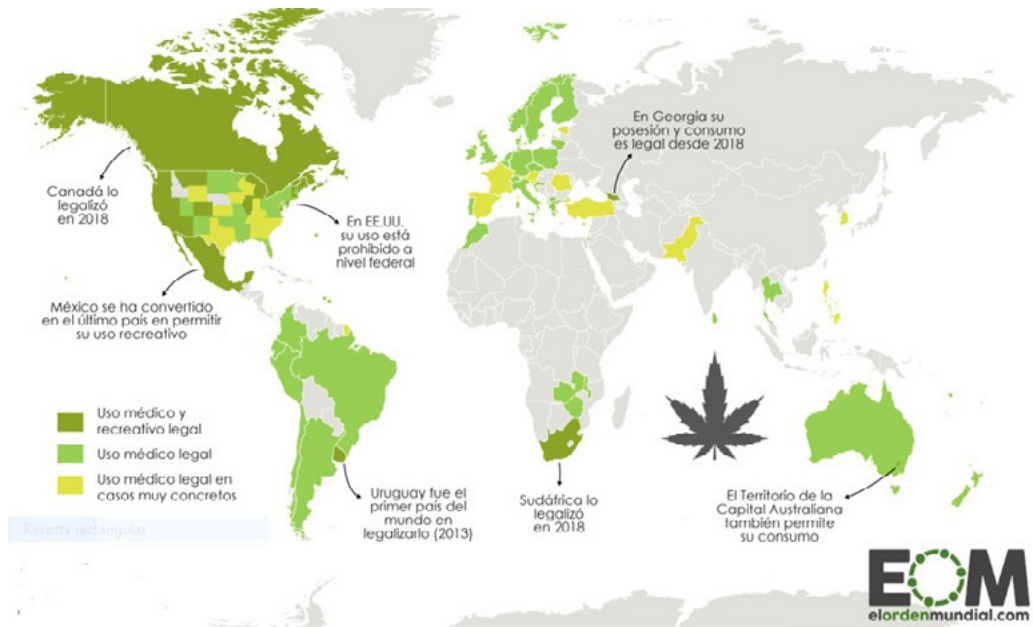 En Georgia su
posesión y consumo
es legal desde 2018
Canadá lo
legalizó
en 2018
En EE.UU.
su uso está
prohibido a
nivel federal
México se ha convertido
en el último país en permitir
su uso recreativo
Uso médico y
recreativo legal
Uso médico legal
Uso médico legal en
casos muy concretos
Uruguay fue el
primer país del
mundo en
legalizarlo (2013)
Sudáfrica lo
legalizó
en 2018
El Territorio de la
Capital Australiana
también permite
su consumo
Recorte rectangular
EOM
elordenmundial.com